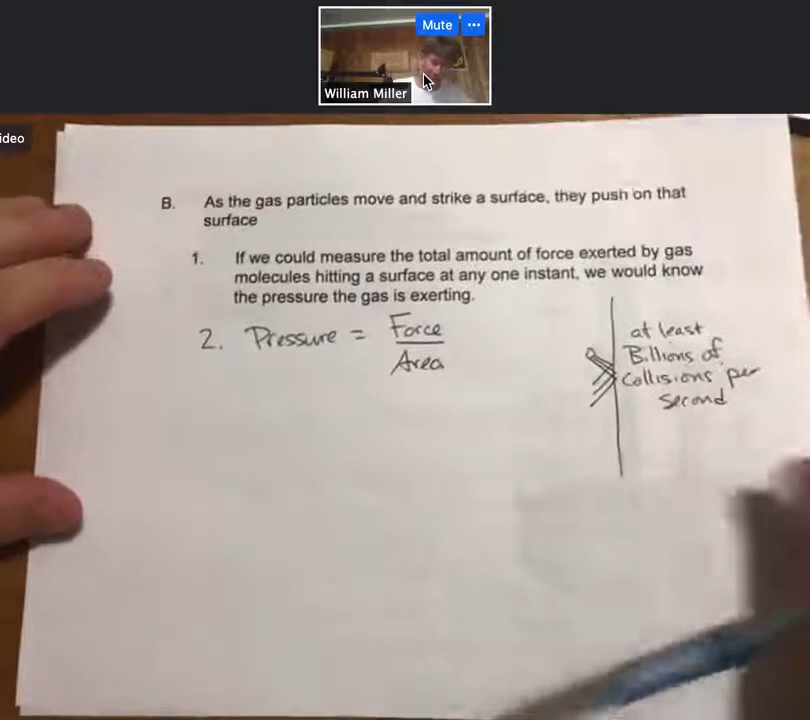 Mute
William Miller
ideo
B. As the gas particles move and strike a surface, they push on that
surface
1. If we could measure the total amount of force exerted by gas
molecules hitting a surface at any one instant, we would know
the pressure the gas is exerting.
2. Pressure = Force
Area
at least
Billions of
Collisions per
second